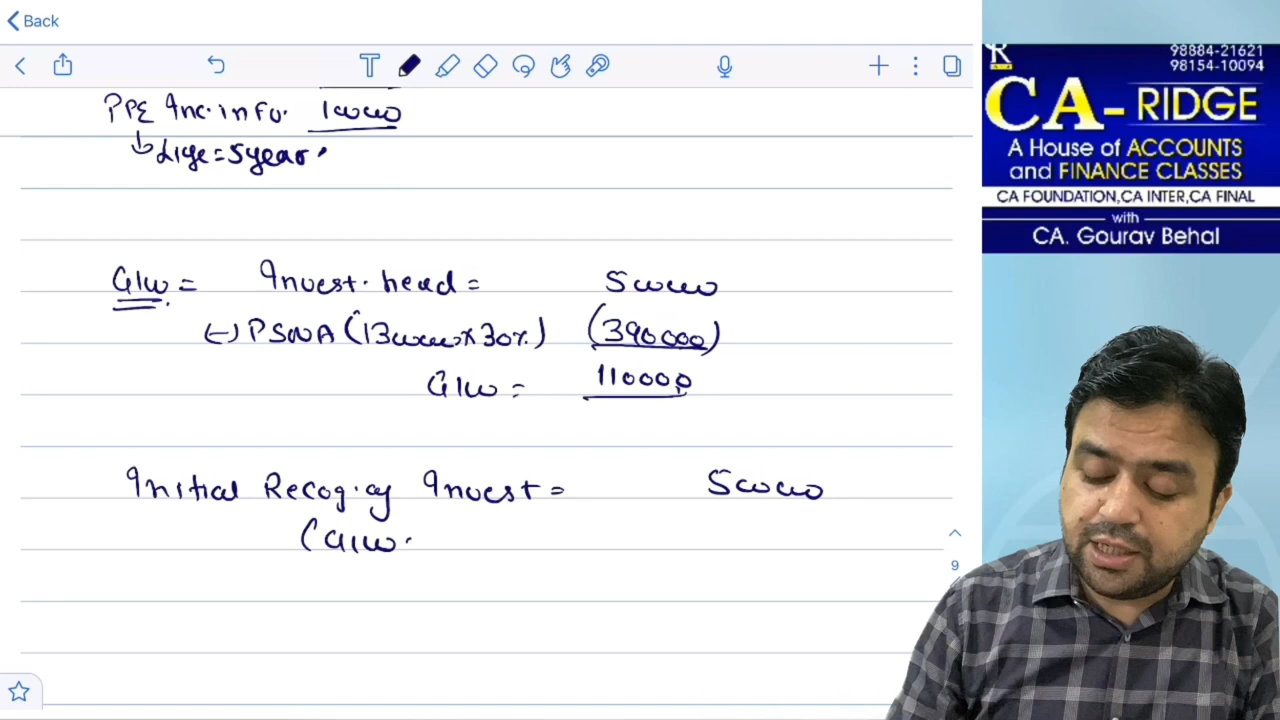 Back
98884-21621
98154-10094
CA- RIDGE
A House of ACCOUNTS
and FINANCE CLASSES
CA FOUNDATION,CA INTER,CA FINAL
with
CA. Gourav Behal
PPE Inc. in F.V. 100000
Life = 5 year
G/w = Invest. head = 500000
(-) PSNA (1300000 x 30%) (390000)
G/w = 110000
Initial Recog. of Invest = 500000
(G/w.
9